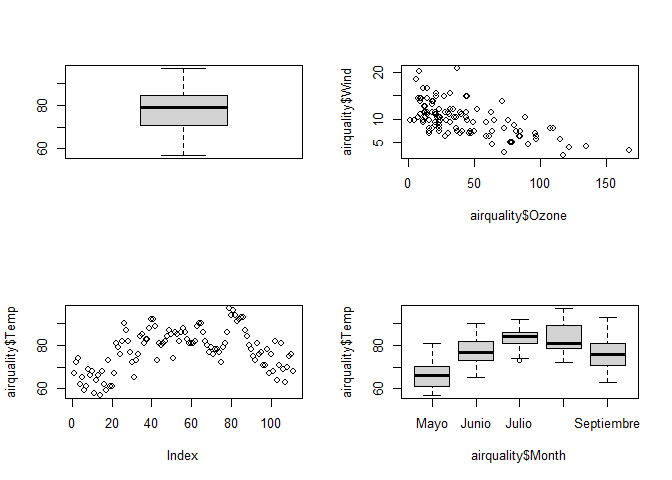 80
60
airquality$Wind
20
10
5
0
50
100
150
airquality$Ozone
airquality$Temp
80
60
0
20
40
60
80
100
Index
airquality$Temp
80
60
Mayo
Junio
Julio
Septiembre
airquality$Month